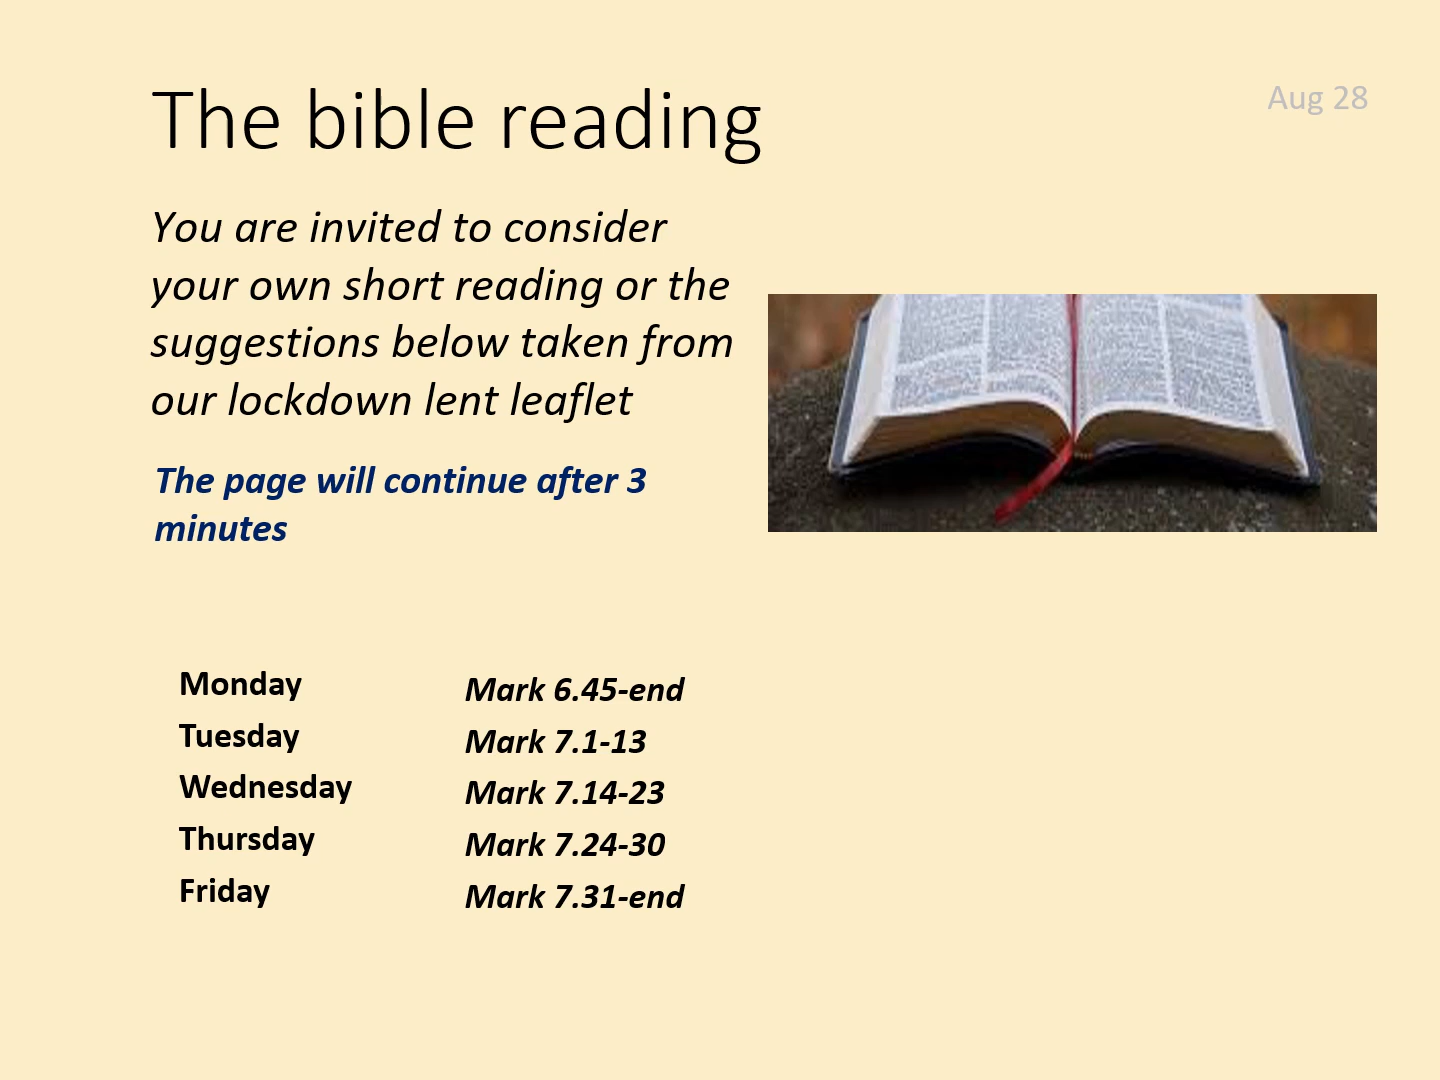 The bible reading
Aug 28
You are invited to consider
your own short reading or the
suggestions below taken from
our lockdown lent leaflet
The page will continue after 3
minutes
Monday Mark 6.45-end
Tuesday Mark 7.1-13
Wednesday Mark 7.14-23
Thursday Mark 7.24-30
Friday Mark 7.31-end